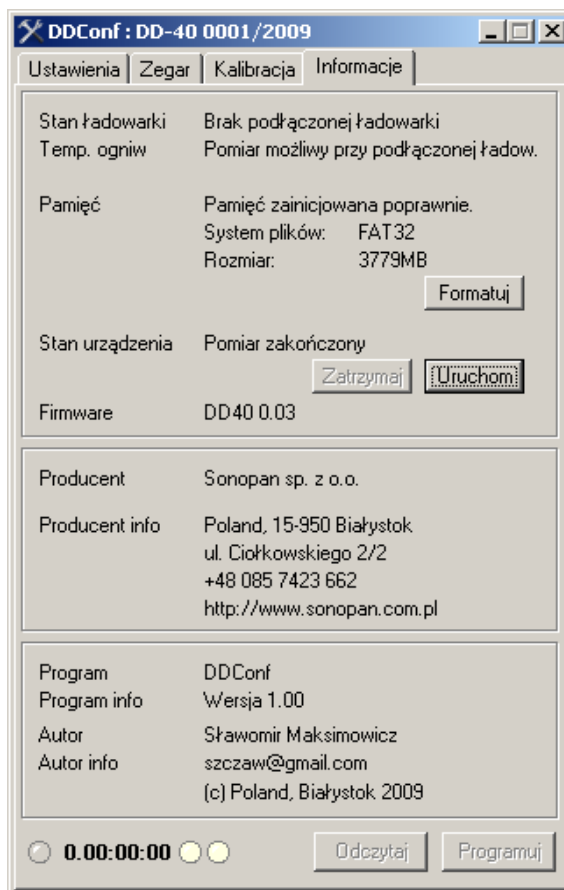 DDConf : DD-40 0001/2009
Ustawienia Zegar Kalibracja Informacje
Stan ładowarki Brak podłączonej ładowarki
Temp. ogniw Pomiar możliwy przy podłączonej ładow.
Pamięć Pamięć zainicjowana poprawnie.
System plików: FAT32
Rozmiar: 3779MB
Formatuj
Stan urządzenia Pomiar zakończony
Zatrzymaj Uruchom
Firmware DD40 0.03
Producent Sonopan sp. z o.o.
Producent info Poland, 15-950 Białystok
ul. Ciołkowskiego 2/2
+48 085 7423 662
http://www.sonopan.com.pl
Program DDConf
Program info Wersja 1.00
Autor Sławomir Maksimowicz
Autor info szczaw@gmail.com
(c) Poland, Białystok 2009
0.00:00:00 Odczytaj Programuj